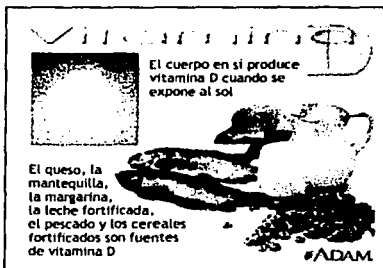 Vitamina D
El cuerpo en sí produce
vitamina D cuando se
expone al sol
El queso, la
mantequilla,
la margarina,
la leche fortificada,
el pescado y los cereales
fortificados son fuentes
de vitamina D
#ADAM